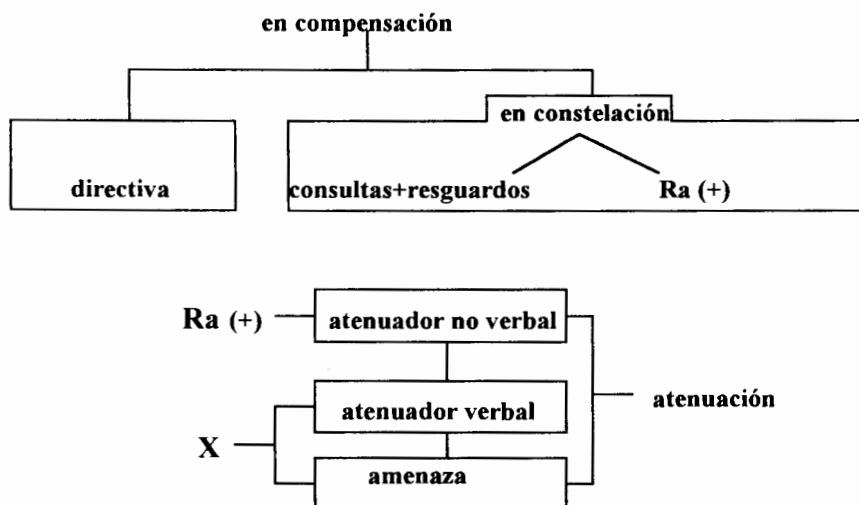 en compensación
en constelación
directiva
consultas+resguardos
Ra (+)
Ra (+)
atenuador no verbal
atenuador verbal
atenuación
X
amenaza